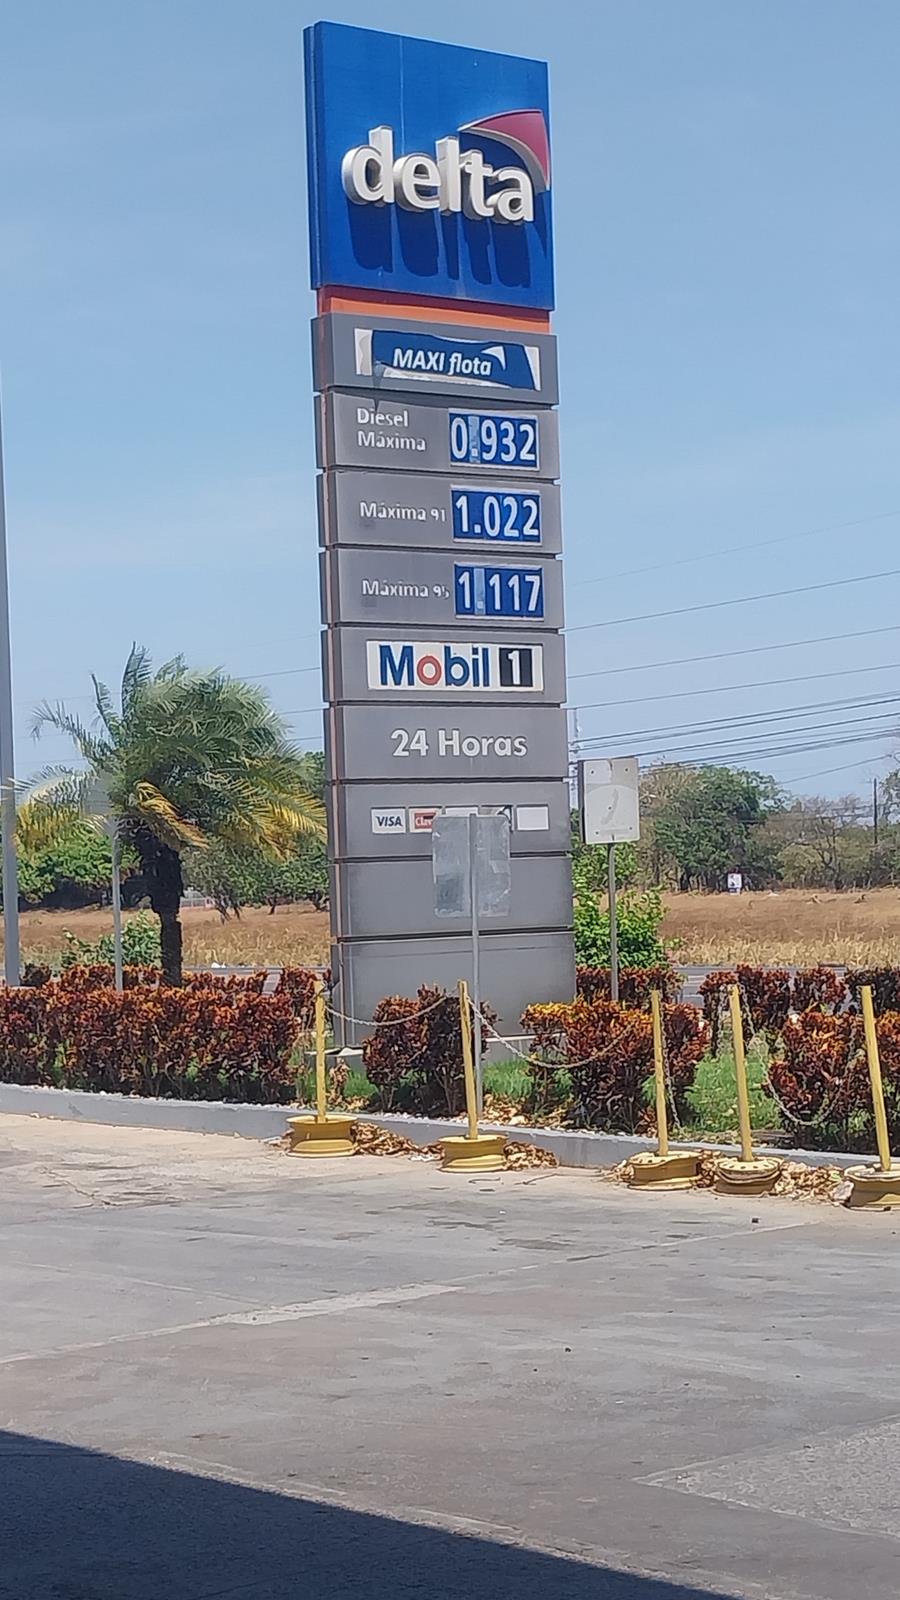 delta
MAXI flota
Diesel
Máxima
0.932
Máxima 91
1.022
Máxima 95
1.117
Mobil 1
24 Horas
VISA